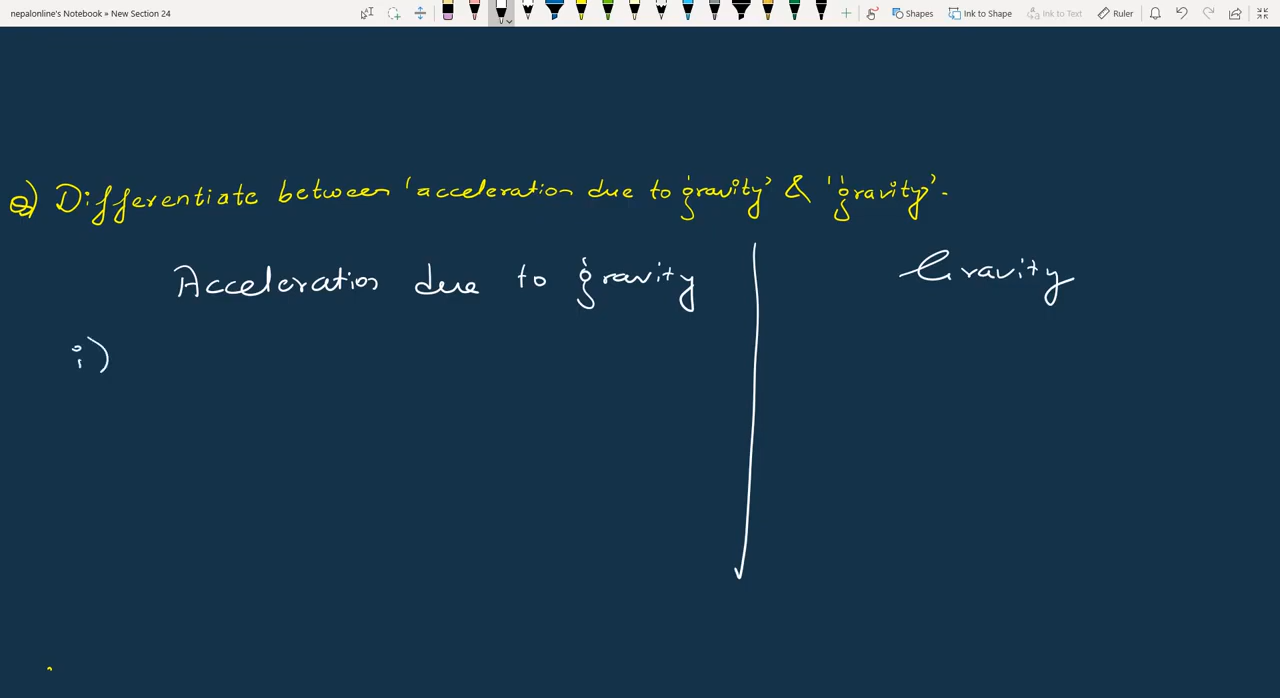 nepalonline's Notebook » New Section 24
Shapes Ink to Shape Ink to Text Ruler
Q) Differentiate between 'acceleration due to gravity' & 'gravity'.
Acceleration due to gravity Gravity
i)